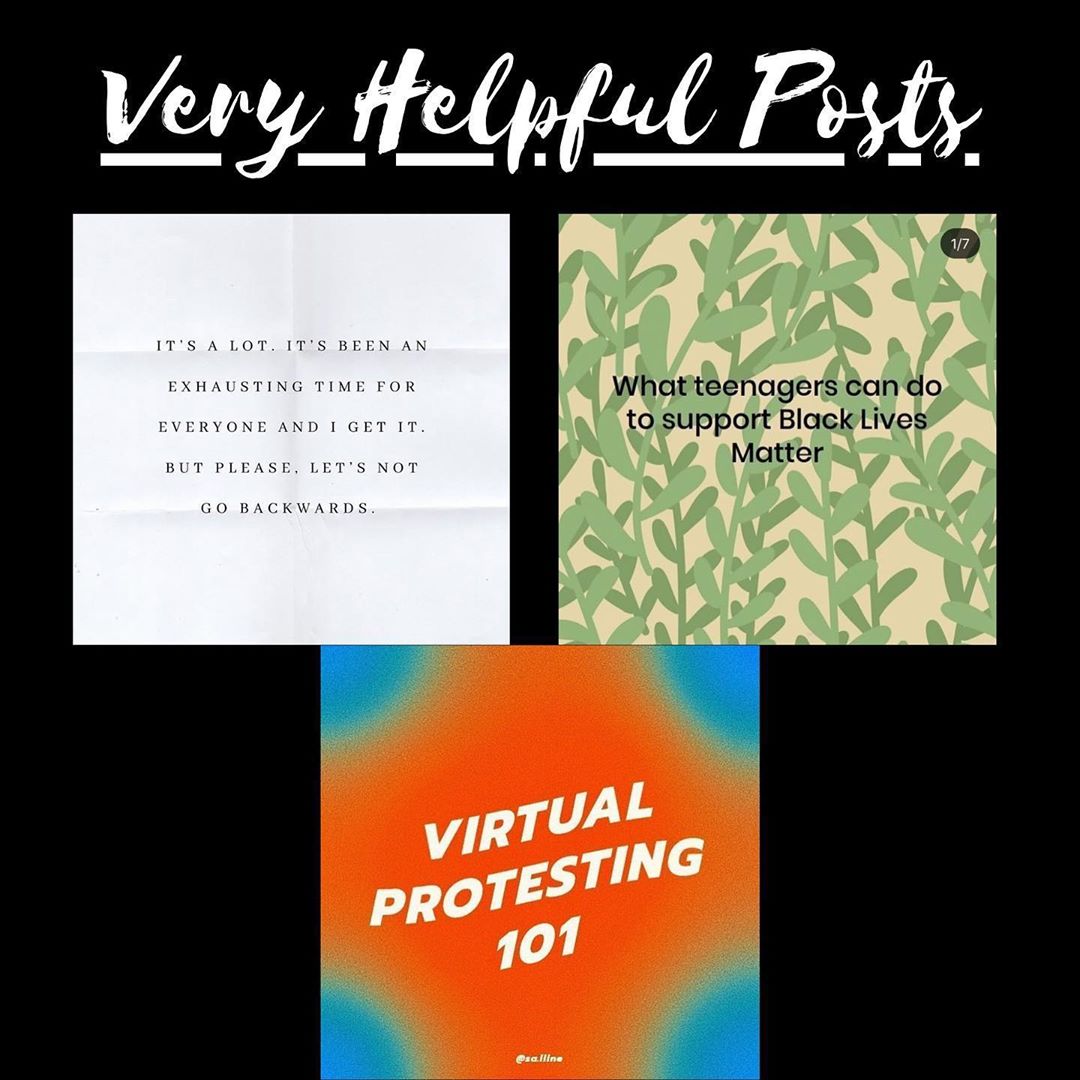 Very Helpful Posts
IT'S A LOT. IT'S BEEN AN
EXHAUSTING TIME FOR
EVERYONE AND I GET IT.
BUT PLEASE, LET'S NOT
GO BACKWARDS.
1/7
What teenagers can do
to support Black Lives
Matter
VIRTUAL
PROTESTING
101
@sa.lline